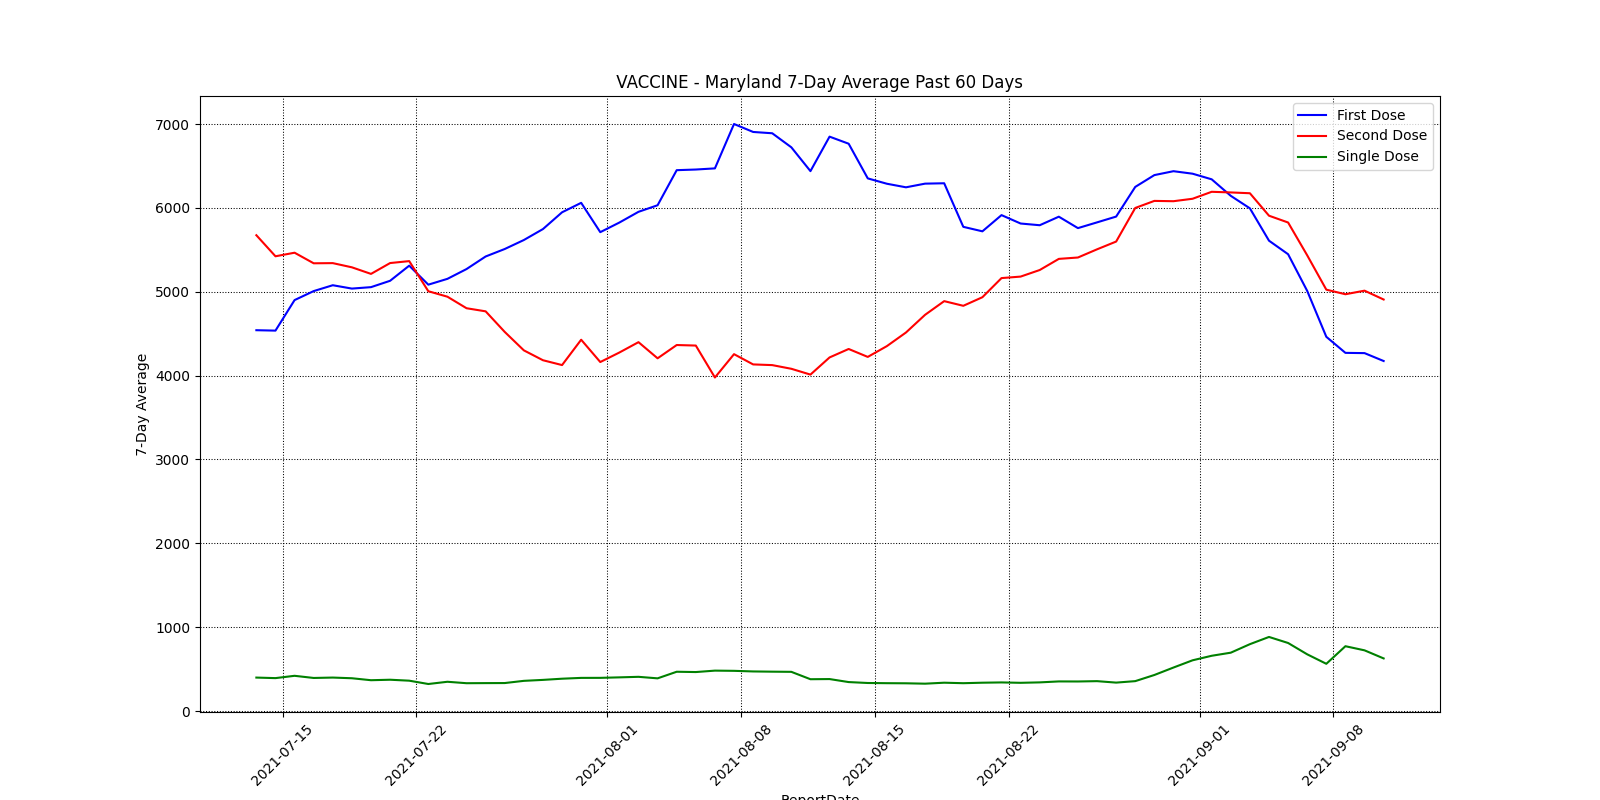 VACCINE - Maryland 7-Day Average Past 60 Days
First Dose
Second Dose
Single Dose
7-Day Average
7000
6000
5000
4000
3000
2000
1000
0
2021-07-15
2021-07-22
2021-08-01
2021-08-08
2021-08-15
2021-08-22
2021-09-01
2021-09-08
ReportDate